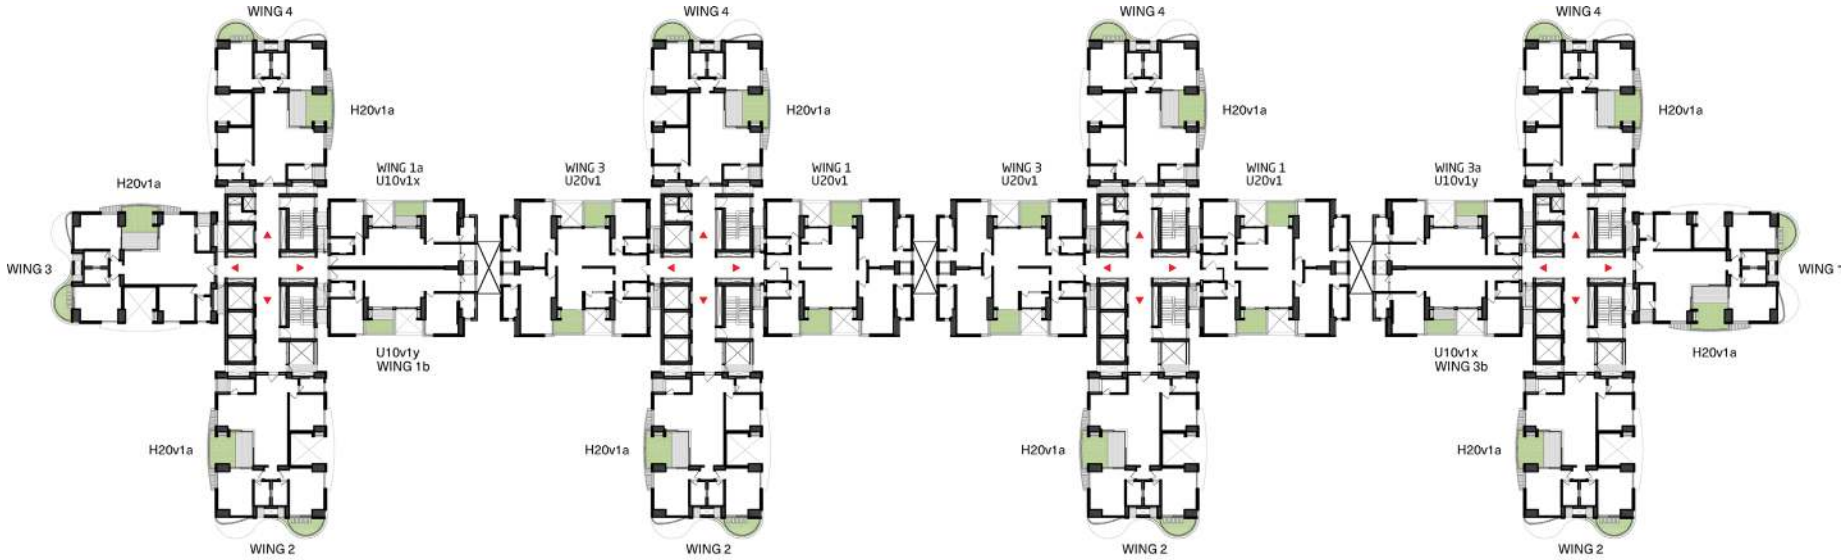 WING 4
WING 4
WING 4
WING 4
H20v1a
H20v1a
H20v1a
H20v1a
WING 1a
U10v1x
WING 3
U20v1
WING 1
U20v1
WING 3
U20v1
WING 1
U20v1
WING 3a
U10v1y
H20v1a
WING 3
WING 1
U10v1y
WING 1b
U10v1x
WING 3b
H20v1a
H20v1a
H20v1a
H20v1a
H20v1a
WING 2
WING 2
WING 2
WING 2